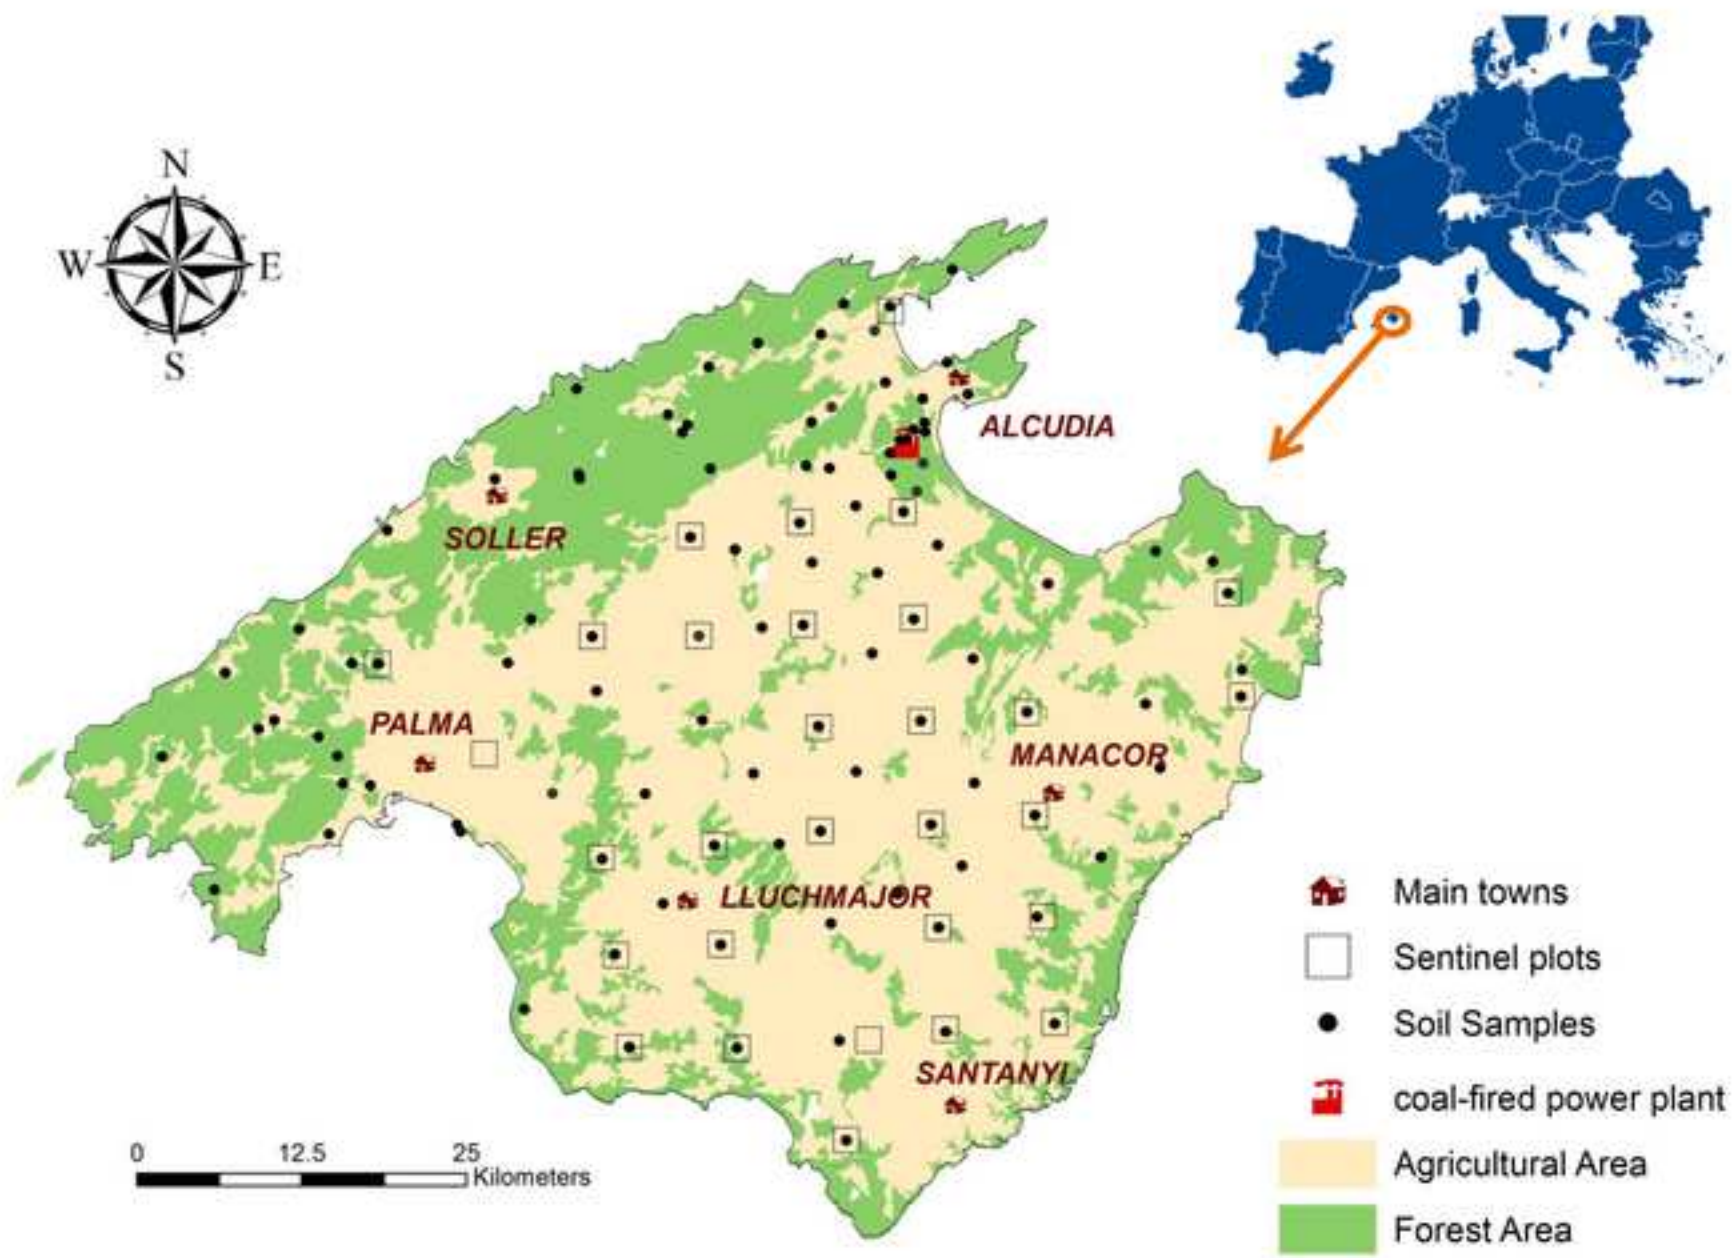 N
W E
S
ALCUDIA
SOLLER
PALMA
MANACOR
LLUCHMAJOR
SANTANYI
0 12.5 25
Kilometers
Main towns
Sentinel plots
Soil Samples
coal-fired power plant
Agricultural Area
Forest Area